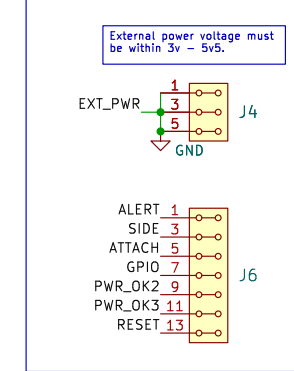 External power voltage must
be within 3v - 5v5.
1
EXT_PWR
3
J4
5
GND
ALERT 1
SIDE 3
ATTACH 5
GPIO 7
J6
PWR_OK2 9
PWR_OK3 11
RESET 13